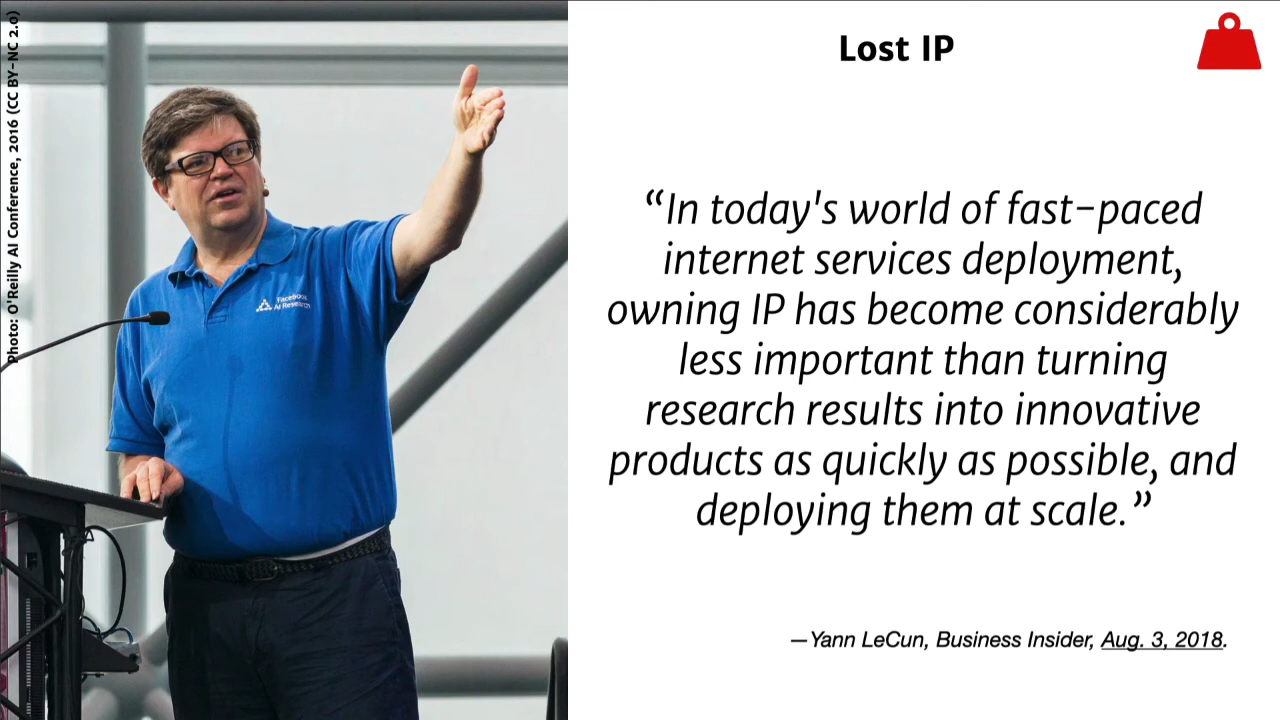 Photo: O'Reilly AI Conference, 2016 (CC BY-NC 2.0)
Facebook
AI Research
Lost IP
“In today's world of fast-paced
internet services deployment,
owning IP has become considerably
less important than turning
research results into innovative
products as quickly as possible, and
deploying them at scale.”
—Yann LeCun, Business Insider, Aug. 3, 2018.